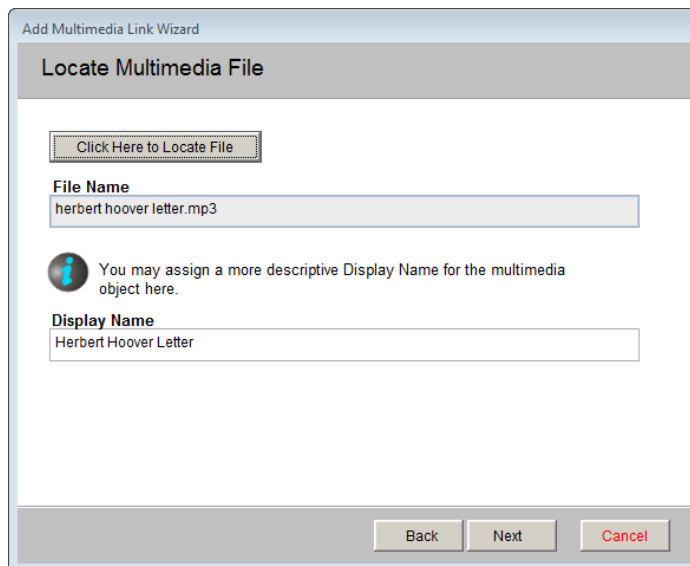 Add Multimedia Link Wizard
Locate Multimedia File
Click Here to Locate File
File Name
herbert hoover letter.mp3
You may assign a more descriptive Display Name for the multimedia
object here.
Display Name
Herbert Hoover Letter
Back Next Cancel